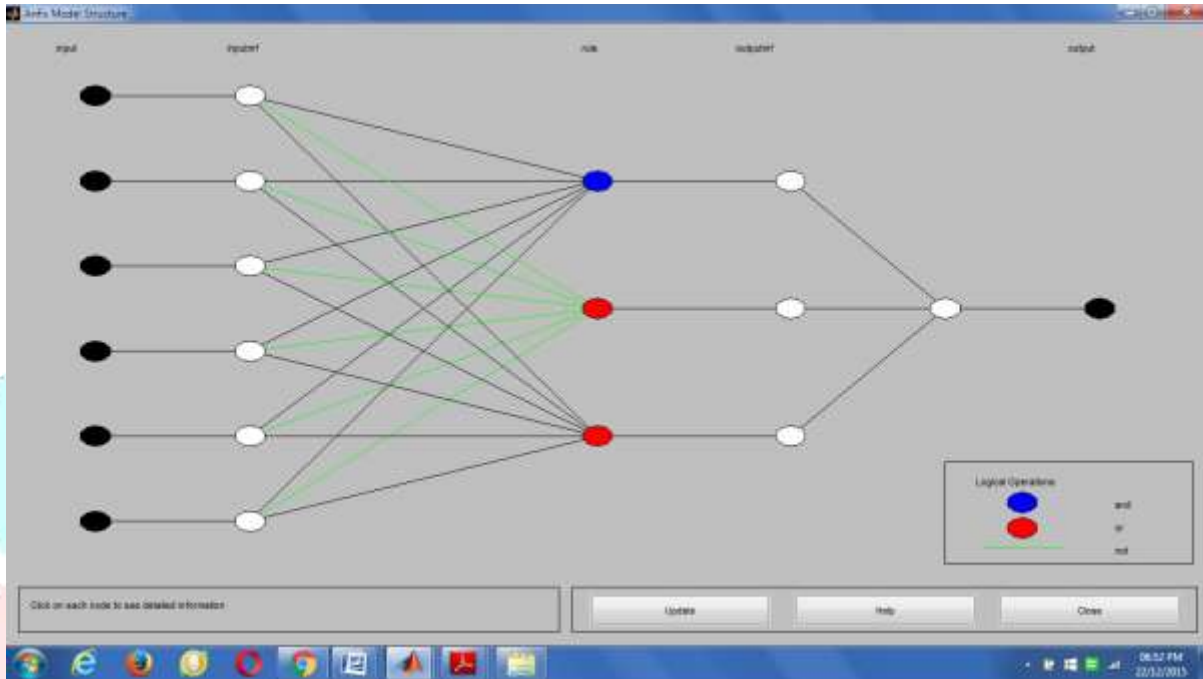 Anfis Model Structure
input inputmf rule outputmf output
Logical Operations
and
or
not
Click on each node to see detailed information
Update Help Close
06:52 PM
22/12/2015